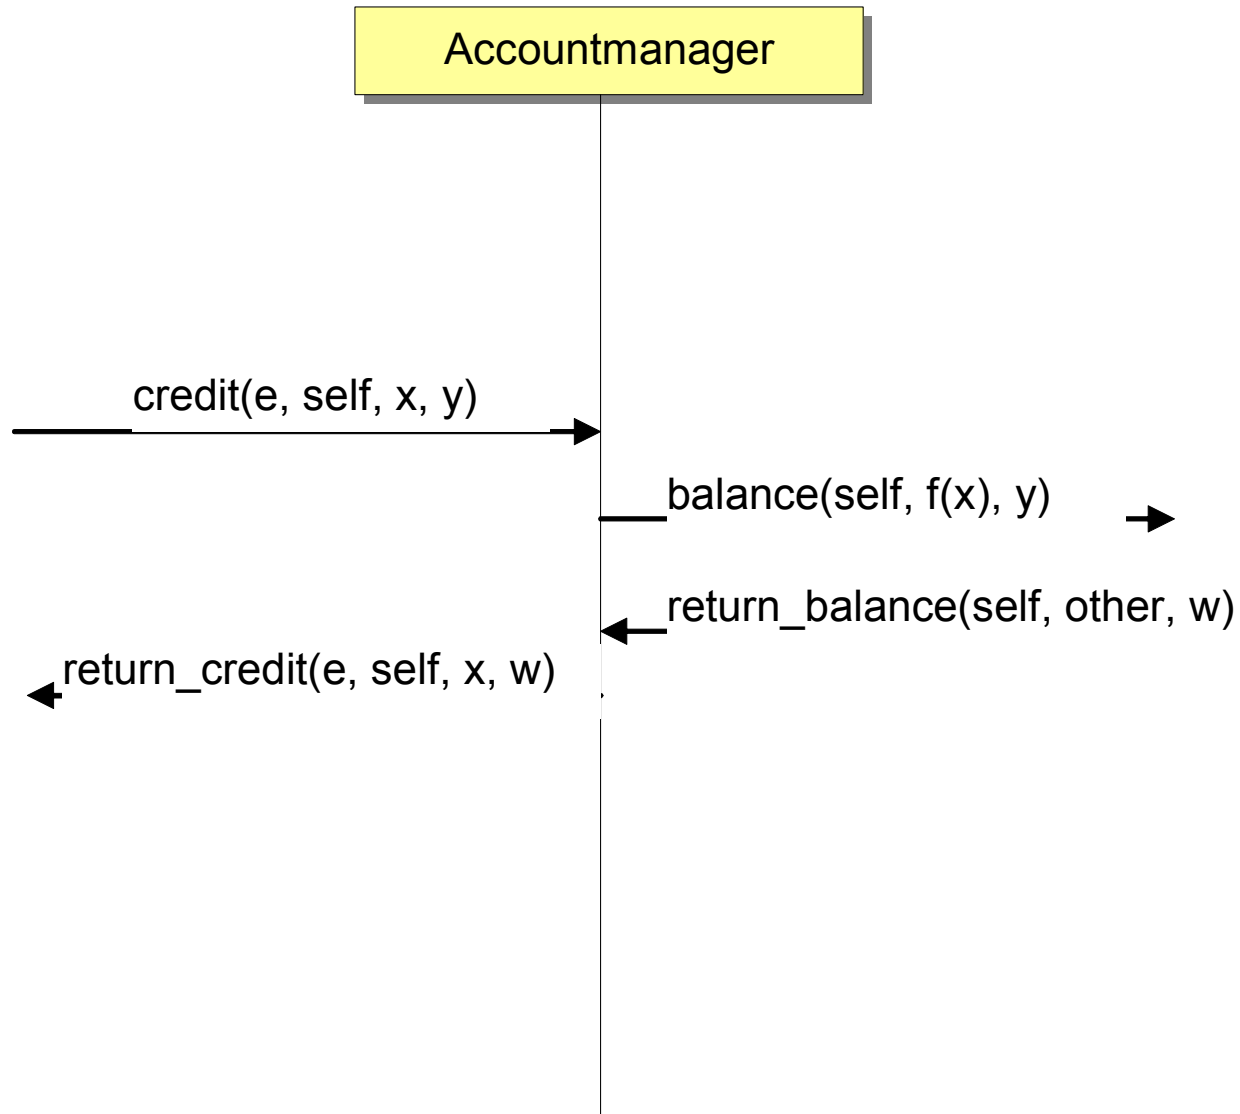 Accountmanager
credit(e, self, x, y)
balance(self, f(x), y)
return_balance(self, other, w)
return_credit(e, self, x, w)